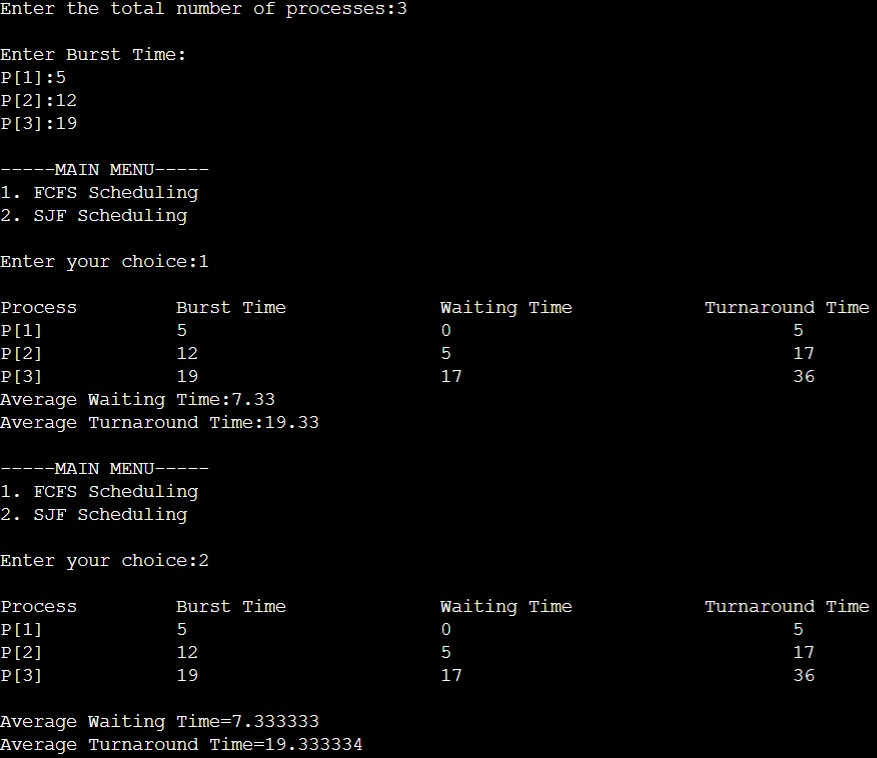 Enter the total number of processes:3
Enter Burst Time:
P[1]:5
P[2]:12
P[3]:19
-----MAIN MENU-----
1. FCFS Scheduling
2. SJF Scheduling
Enter your choice:1
Process Burst Time Waiting Time Turnaround Time
P[1] 5 0 5
P[2] 12 5 17
P[3] 19 17 36
Average Waiting Time:7.33
Average Turnaround Time:19.33
-----MAIN MENU-----
1. FCFS Scheduling
2. SJF Scheduling
Enter your choice:2
Process Burst Time Waiting Time Turnaround Time
P[1] 5 0 5
P[2] 12 5 17
P[3] 19 17 36
Average Waiting Time=7.333333
Average Turnaround Time=19.333334